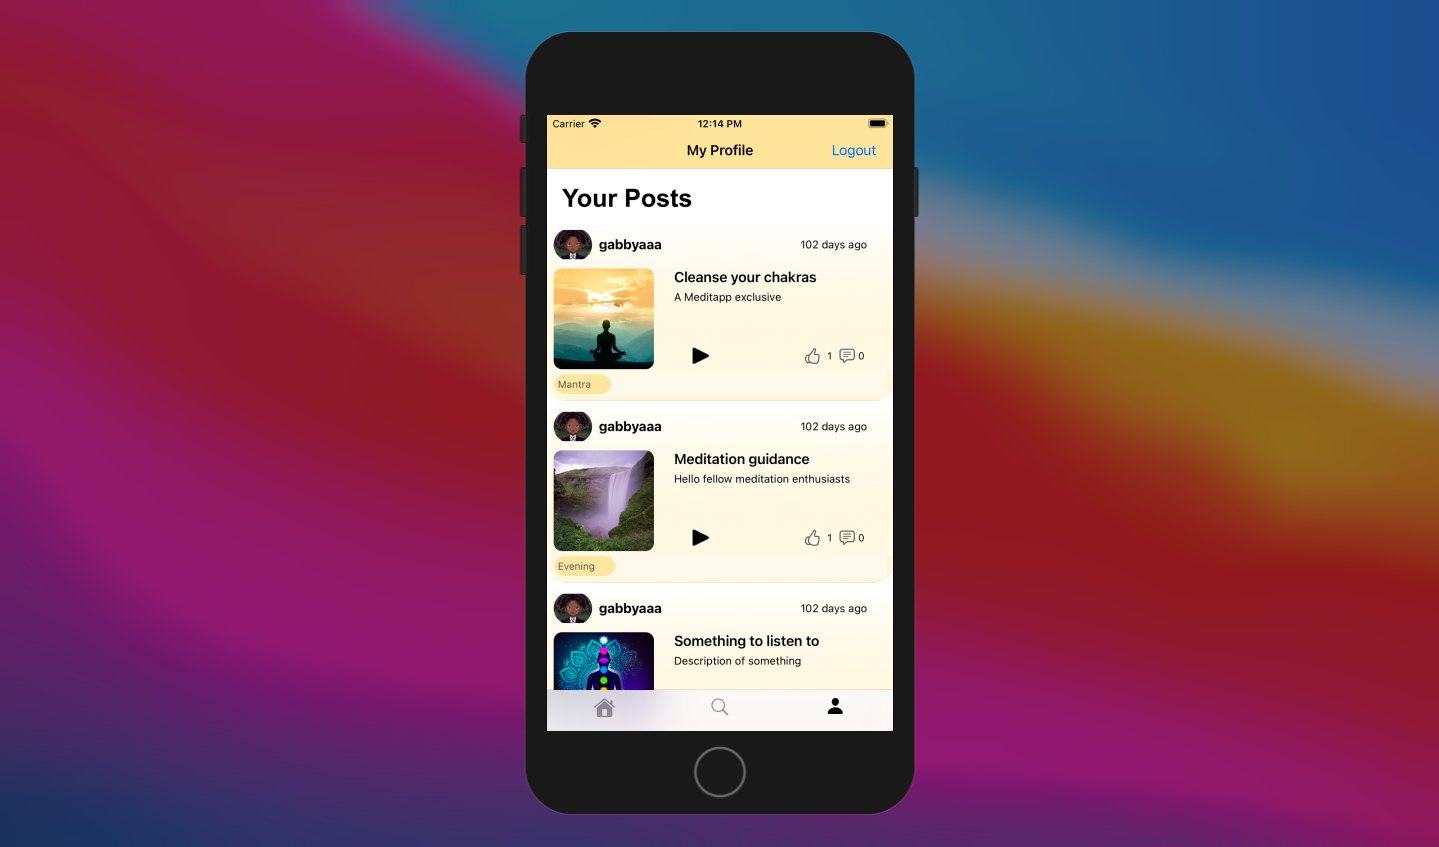 Carrier 12:14 PM
My Profile Logout
Your Posts
gabbyaaa 102 days ago
Cleanse your chakras
A Meditapp exclusive
1 0
Mantra
gabbyaaa 102 days ago
Meditation guidance
Hello fellow meditation enthusiasts
1 0
Evening
gabbyaaa 102 days ago
Something to listen to
Description of something